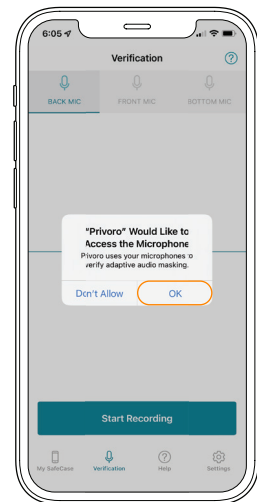 6:05
Verification
?
BACK MIC
FRONT MIC
BOTTOM MIC
"Privoro" Would Like to
Access the Microphone
Privoro uses your microphones to
verify adaptive audio masking.
Don't Allow
OK
Start Recording
My SafeCase
Verification
?
Help
Settings